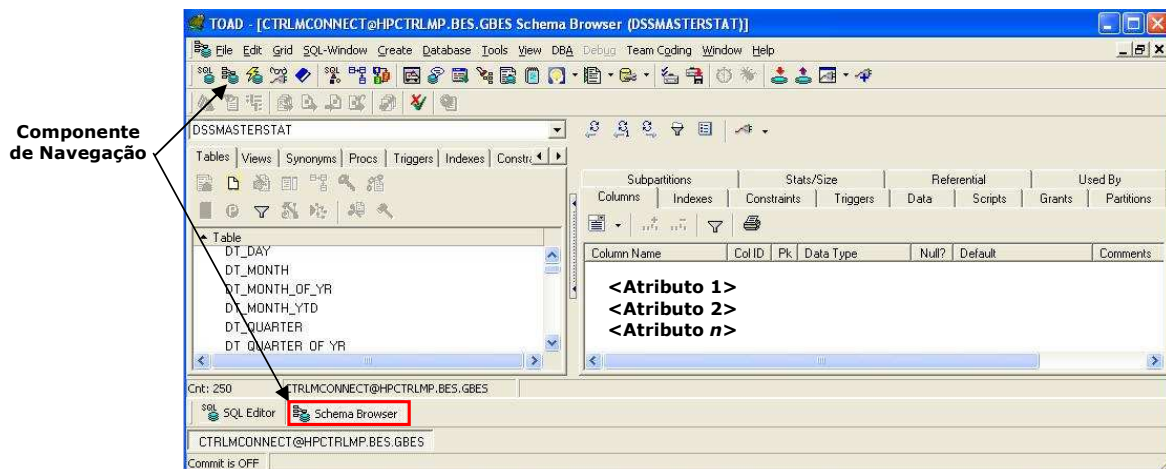 TOAD - [CTRLMCONNECT@HPCTRLMP.BES.GBES Schema Browser (DSSMASTERSTAT)]
File Edit Grid SQL-Window Create Database Tools View DBA Debug Team Coding Window Help
Componente
de Navegação
DSSMASTERSTAT
Tables Views Synonyms Procs Triggers Indexes Constr
Subpartitions Stats/Size Referential Used By
Columns Indexes Constraints Triggers Data Scripts Grants Partitions
Table
DT_DAY
DT_MONTH
DT_MONTH_OF_YR
DT_MONTH_YTD
DT_QUARTER
DT_QUARTER_OF_YR
Column Name Col ID Pk Data Type Null? Default Comments
<Atributo 1>
<Atributo 2>
<Atributo n>
Cnt: 250 CTRLMCONNECT@HPCTRLMP.BES.GBES
SQL Editor Schema Browser
CTRLMCONNECT@HPCTRLMP.BES.GBES
Commit is OFF